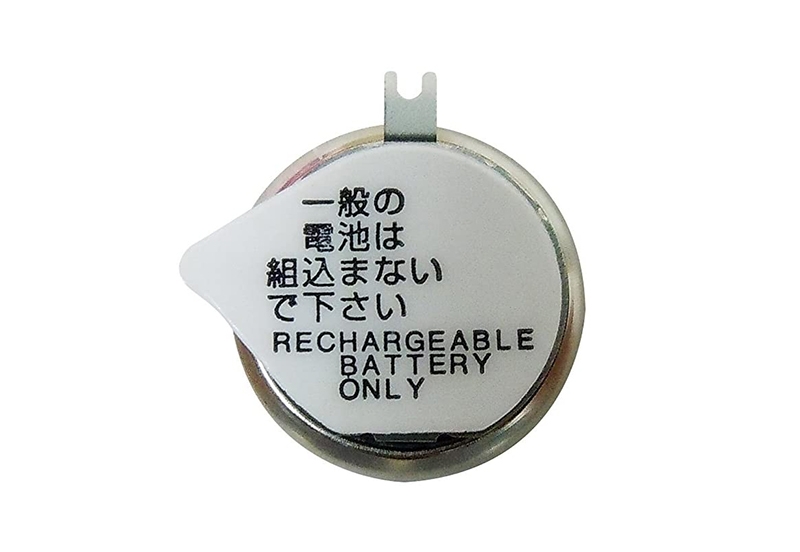 一般の
電池は
組込まない
で下さい
RECHARGEABLE
BATTERY
ONLY